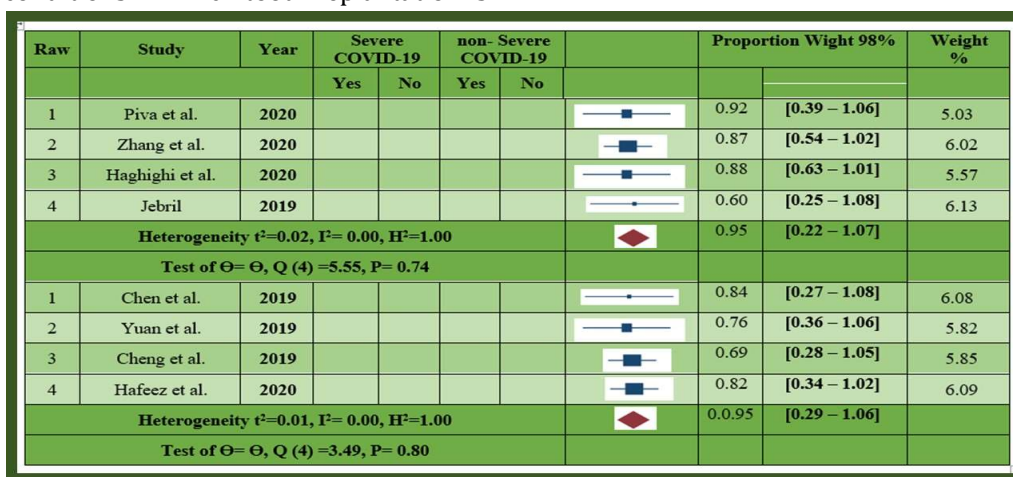 Raw Study Year Severe COVID-19 non- Severe COVID-19 Proportion Wight 98% Weight %
Yes No Yes No
1 Piva et al. 2020 0.92 [0.39 – 1.06] 5.03
2 Zhang et al. 2020 0.87 [0.54 – 1.02] 6.02
3 Haghighi et al. 2020 0.88 [0.63 – 1.01] 5.57
4 Jebril 2019 0.60 [0.25 – 1.08] 6.13
Heterogeneity t²=0.02, I²= 0.00, H²=1.00 0.95 [0.22 – 1.07]
Test of Ɵ= Ɵ, Q (4) =5.55, P= 0.74
1 Chen et al. 2019 0.84 [0.27 – 1.08] 6.08
2 Yuan et al. 2019 0.76 [0.36 – 1.06] 5.82
3 Cheng et al. 2019 0.69 [0.28 – 1.05] 5.85
4 Hafeez et al. 2020 0.82 [0.34 – 1.02] 6.09
Heterogeneity t²=0.01, I²= 0.00, H²=1.00 0.0.95 [0.29 – 1.06]
Test of Ɵ= Ɵ, Q (4) =3.49, P= 0.80